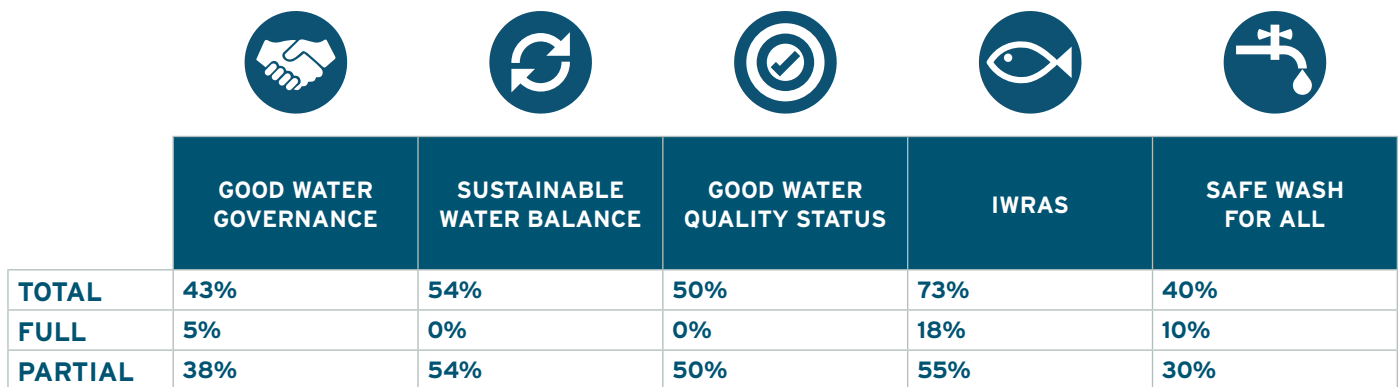 GOOD WATER
GOVERNANCE
SUSTAINABLE
WATER BALANCE
GOOD WATER
QUALITY STATUS
IWRAS
SAFE WASH
FOR ALL
TOTAL 43% 54% 50% 73% 40%
FULL 5% 0% 0% 18% 10%
PARTIAL 38% 54% 50% 55% 30%